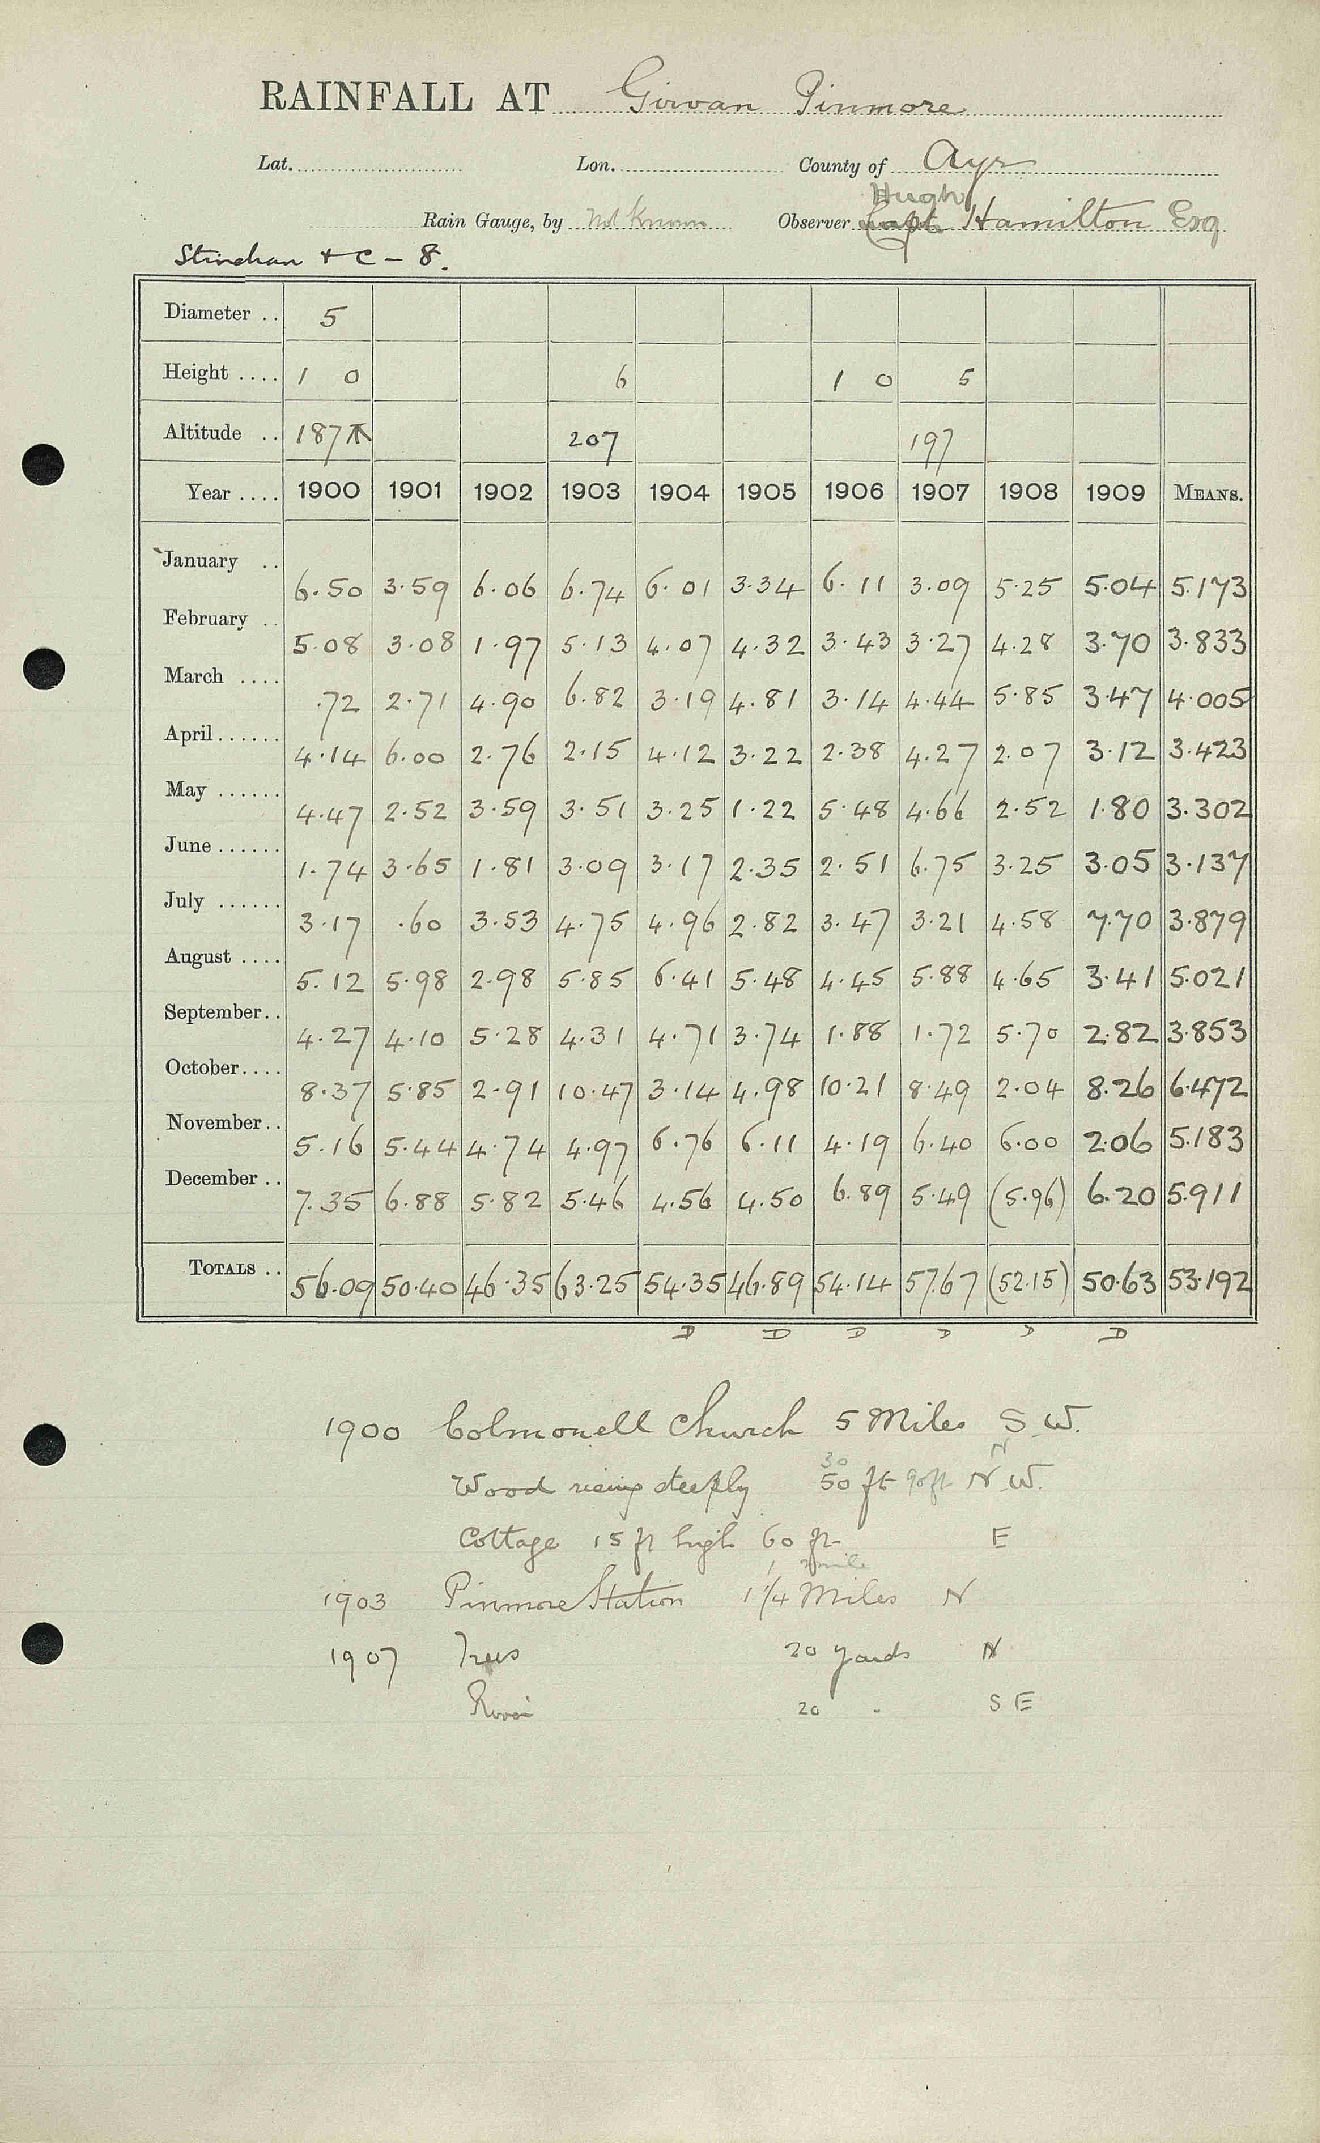 RAINFALL AT Girvan Pinmore
Lat. Lon. County of Ayr
Hugh
Rain Gauge, by Not Known Observer Capt. Hamilton Esq
Stinchar + C - 8.
Diameter .. 5
Height .... 1 0 6 1 0 5
Altitude .. 187 207 197
Year .... 1900 1901 1902 1903 1904 1905 1906 1907 1908 1909 MEANS.
January .. 6.50 3.59 6.06 6.74 6.01 3.34 6.11 3.09 5.25 5.04 5.173
February .. 5.08 3.08 1.97 5.13 4.07 4.32 3.43 3.27 4.28 3.70 3.833
March .... .72 2.71 4.90 6.82 3.19 4.81 3.14 4.44 5.85 3.47 4.005
April ...... 4.14 6.00 2.76 2.15 4.12 3.22 2.38 4.27 2.07 3.12 3.423
May ...... 4.47 2.52 3.59 3.51 3.25 1.22 5.48 4.66 2.52 1.80 3.302
June ...... 1.74 3.65 1.81 3.09 3.17 2.35 2.51 6.75 3.25 3.05 3.137
July ...... 3.17 .60 3.53 4.75 4.96 2.82 3.47 3.21 4.58 7.70 3.879
August .... 5.12 5.98 2.98 5.85 6.41 5.48 4.45 5.88 4.65 3.41 5.021
September .. 4.27 4.10 5.28 4.31 4.71 3.74 1.88 1.72 5.70 2.82 3.853
October .... 8.37 5.85 2.91 10.47 3.14 4.98 10.21 8.49 2.04 8.26 6.472
November .. 5.16 5.44 4.74 4.97 6.76 6.11 4.19 6.40 6.00 2.06 5.183
December .. 7.35 6.88 5.82 5.46 4.56 4.50 6.89 5.49 (5.96) 6.20 5.911
TOTALS .. 56.09 50.40 46.35 63.25 54.35 46.89 54.14 57.67 (52.15) 50.63 53.192
D D D D D D
1900 Colmonell Church 5 Miles S.W.
30 N
Wood rising steeply 50 ft 90ft N.W.
Cottage 15 ft high 60 ft E
mile
1903 Pinmore Station 1 1/4 Miles N
1907 Trees 20 yards N
River 20 " S E